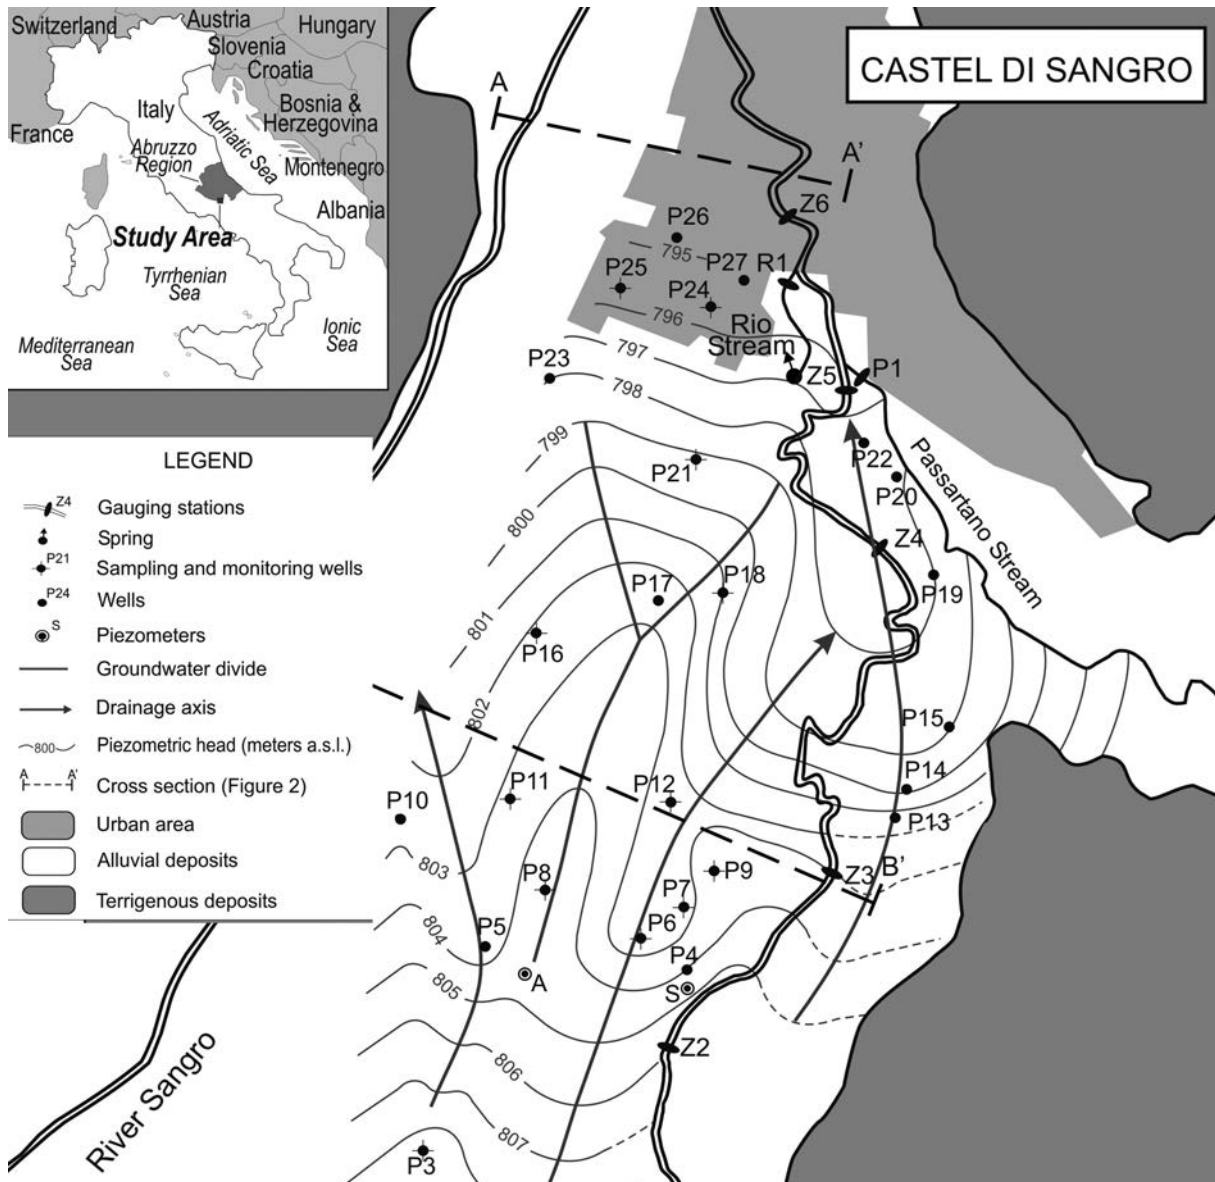 CASTEL DI SANGRO
Switzerland
Austria
Hungary
Slovenia
Croatia
Bosnia &
Herzegovina
Montenegro
Albania
Italy
France
Adriatic Sea
Abruzzo
Region
Study Area
Tyrrhenian
Sea
Mediterranean
Sea
Ionic
Sea
LEGEND
Z4
Gauging stations
Spring
P21
Sampling and monitoring wells
P24
Wells
S
Piezometers
Groundwater divide
Drainage axis
800
Piezometric head (meters a.s.l.)
A A'
Cross section (Figure 2)
Urban area
Alluvial deposits
Terrigenous deposits
A
A'
Z6
P26
795
P27
R1
P25
P24
796
Rio
Stream
797
P23
Z5
P1
798
799
P21
P22
P20
Passartano Stream
800
Z4
P17
P18
P19
801
P16
802
P15
P11
P12
P14
P10
P13
803
P8
P9
Z3
B'
P7
P5
P6
804
P4
A
S
805
Z2
806
River Sangro
807
P3